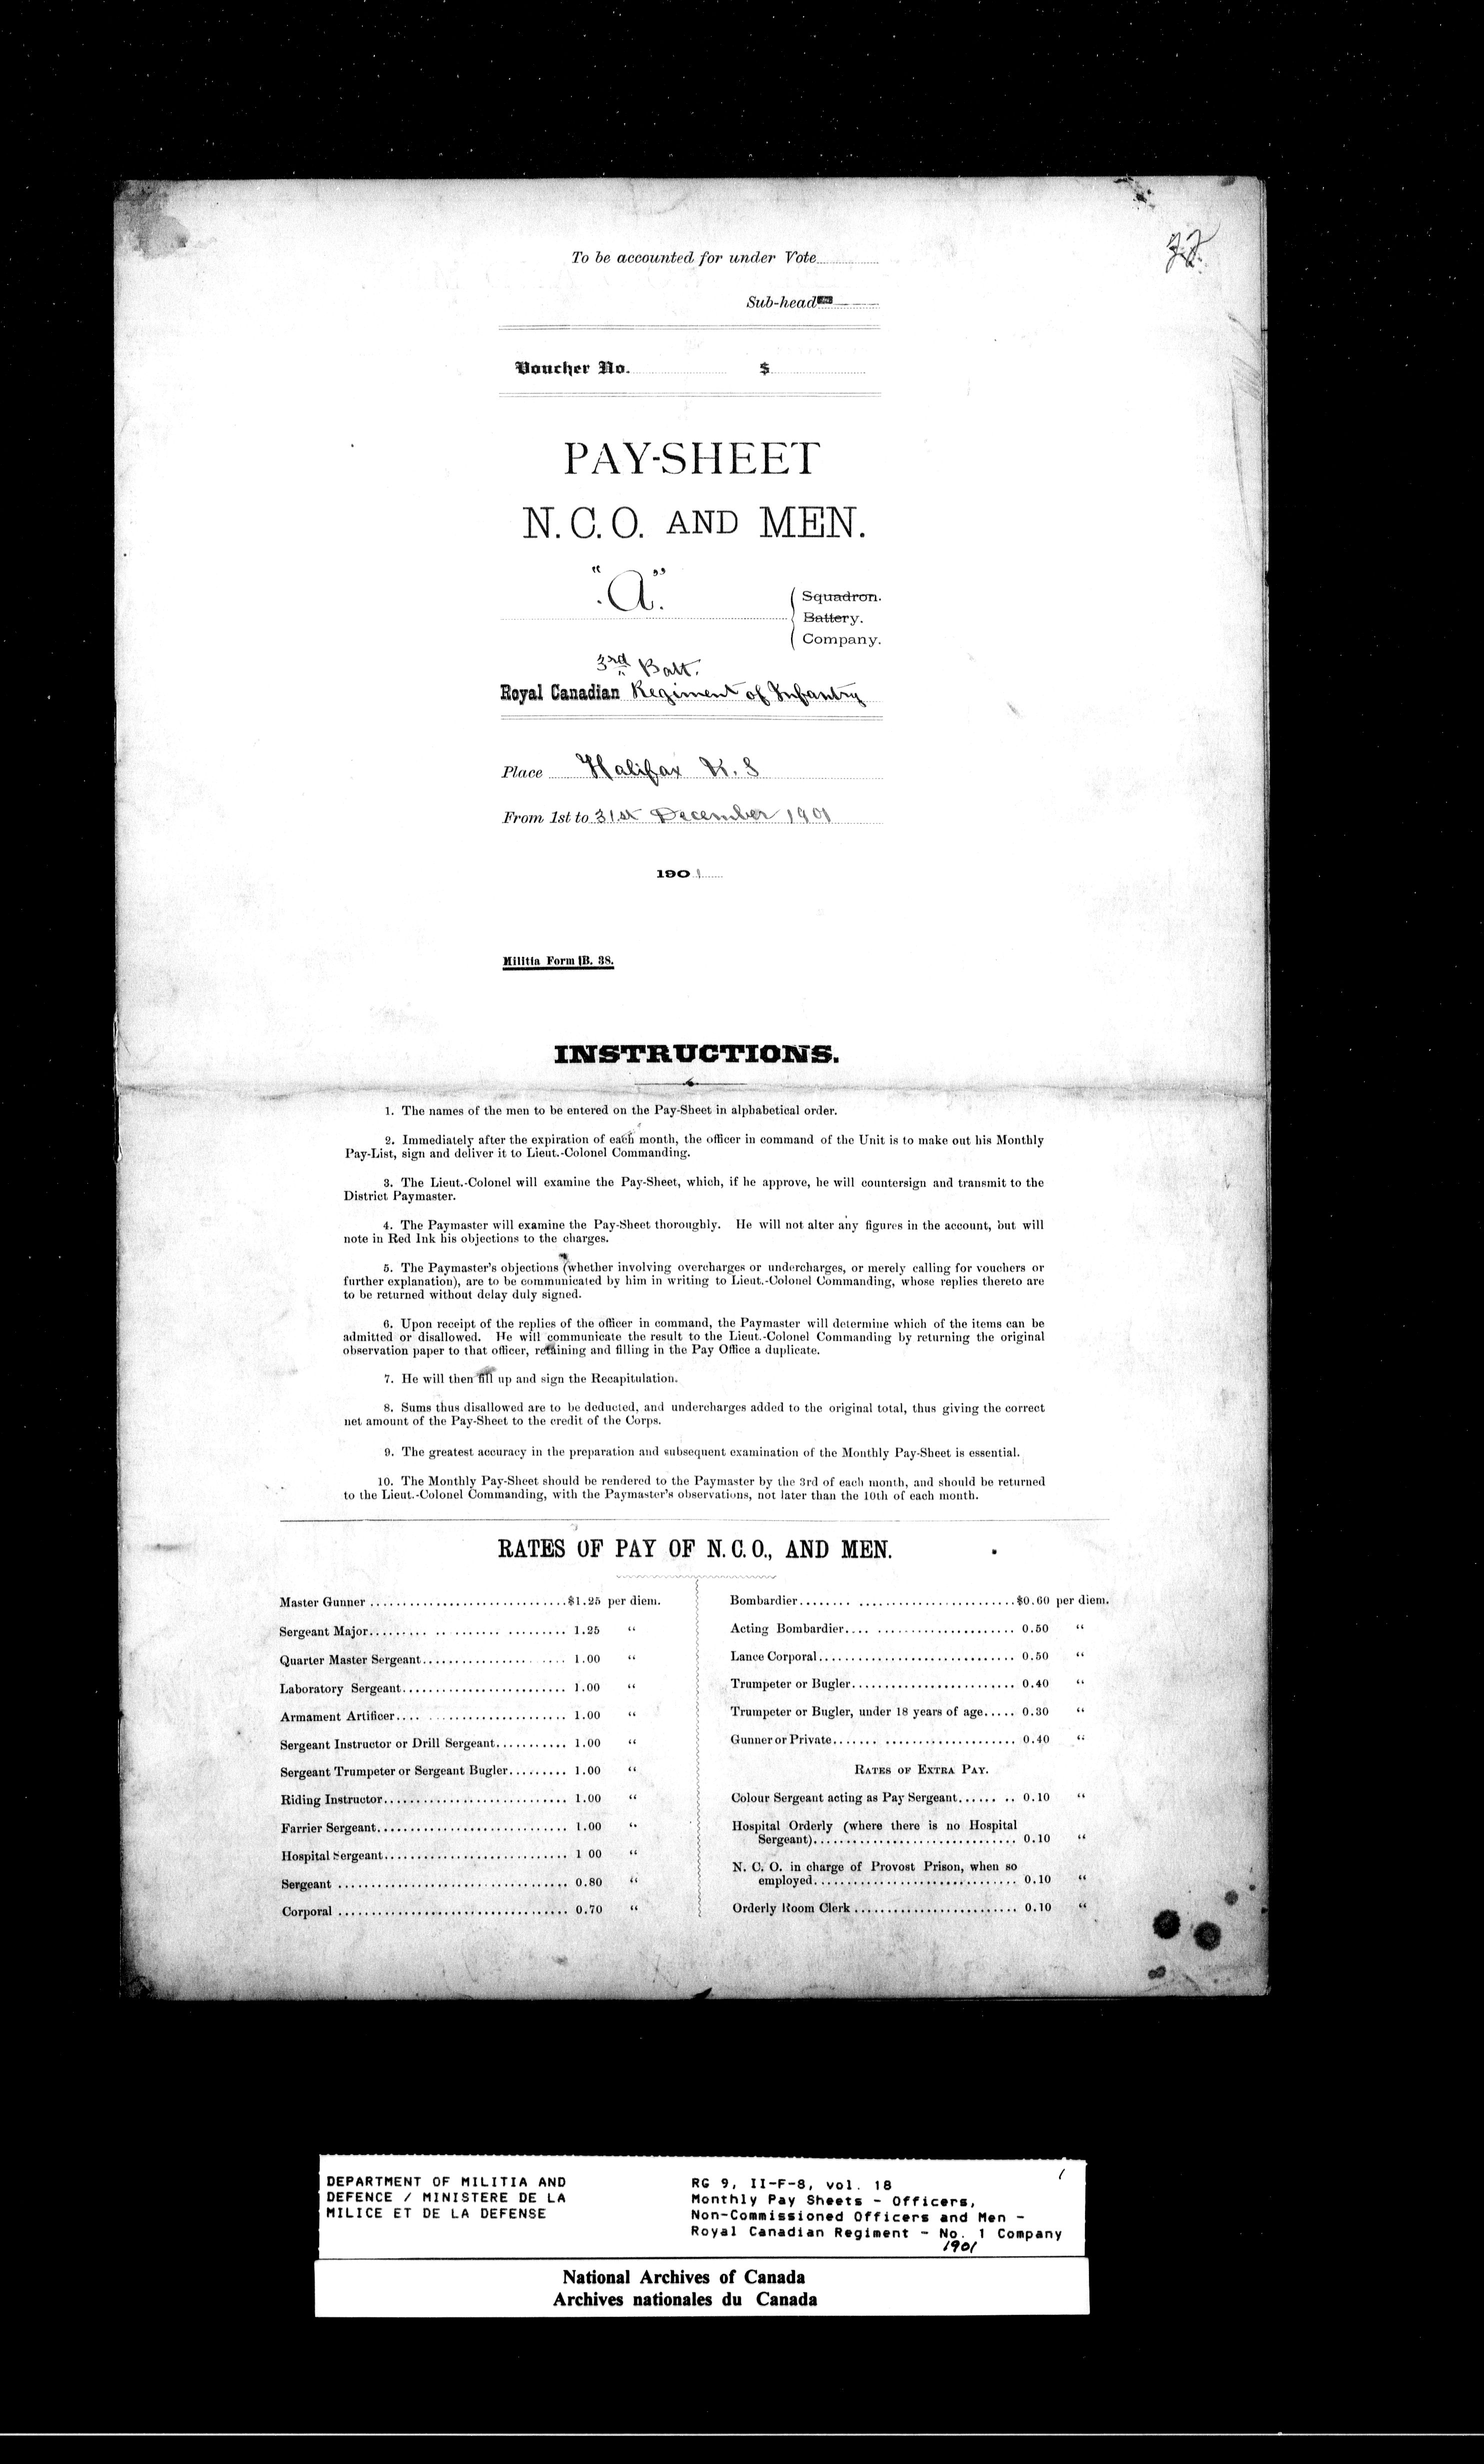 To be accounted for under Vote
Sub-head
Voucher No. $
PAY-SHEET
N. C. O. AND MEN.
"A"
Squadron.
Battery.
Company.
3rd Batt.
Royal Canadian Regiment of Infantry
Place Halifax N. S
From 1st to 31st December 1901
1901
Militia Form B. 38.
INSTRUCTIONS.
1. The names of the men to be entered on the Pay-Sheet in alphabetical order.
2. Immediately after the expiration of each month, the officer in command of the Unit is to make out his Monthly
Pay-List, sign and deliver it to Lieut.-Colonel Commanding.
3. The Lieut.-Colonel will examine the Pay-Sheet, which, if he approve, he will countersign and transmit to the
District Paymaster.
4. The Paymaster will examine the Pay-Sheet thoroughly. He will not alter any figures in the account, but will
note in Red Ink his objections to the charges.
5. The Paymaster's objections (whether involving overcharges or undercharges, or merely calling for vouchers or
further explanation), are to be communicated by him in writing to Lieut.-Colonel Commanding, whose replies thereto are
to be returned without delay duly signed.
6. Upon receipt of the replies of the officer in command, the Paymaster will determine which of the items can be
admitted or disallowed. He will communicate the result to the Lieut.-Colonel Commanding by returning the original
observation paper to that officer, retaining and filling in the Pay Office a duplicate.
7. He will then fill up and sign the Recapitulation.
8. Sums thus disallowed are to be deducted, and undercharges added to the original total, thus giving the correct
net amount of the Pay-Sheet to the credit of the Corps.
9. The greatest accuracy in the preparation and subsequent examination of the Monthly Pay-Sheet is essential.
10. The Monthly Pay-Sheet should be rendered to the Paymaster by the 3rd of each month, and should be returned
to the Lieut.-Colonel Commanding, with the Paymaster's observations, not later than the 10th of each month.
RATES OF PAY OF N. C. O., AND MEN.
Master Gunner $1.25 per diem.
Sergeant Major 1.25 "
Quarter Master Sergeant 1.00 "
Laboratory Sergeant 1.00 "
Armament Artificer 1.00 "
Sergeant Instructor or Drill Sergeant 1.00 "
Sergeant Trumpeter or Sergeant Bugler 1.00 "
Riding Instructor 1.00 "
Farrier Sergeant 1.00 "
Hospital Sergeant 1 00 "
Sergeant 0.80 "
Corporal 0.70 "
Bombardier $0.60 per diem.
Acting Bombardier 0.50 "
Lance Corporal 0.50 "
Trumpeter or Bugler 0.40 "
Trumpeter or Bugler, under 18 years of age 0.30 "
Gunner or Private 0.40 "
RATES OF EXTRA PAY.
Colour Sergeant acting as Pay Sergeant 0.10 "
Hospital Orderly (where there is no Hospital
Sergeant) 0.10 "
N. C. O. in charge of Provost Prison, when so
employed 0.10 "
Orderly Room Clerk 0.10 "
DEPARTMENT OF MILITIA AND
DEFENCE / MINISTERE DE LA
MILICE ET DE LA DEFENSE
1
RG 9, II-F-8, vol. 18
Monthly Pay Sheets - Officers,
Non-Commissioned Officers and Men -
Royal Canadian Regiment - No. 1 Company
1901
National Archives of Canada
Archives nationales du Canada